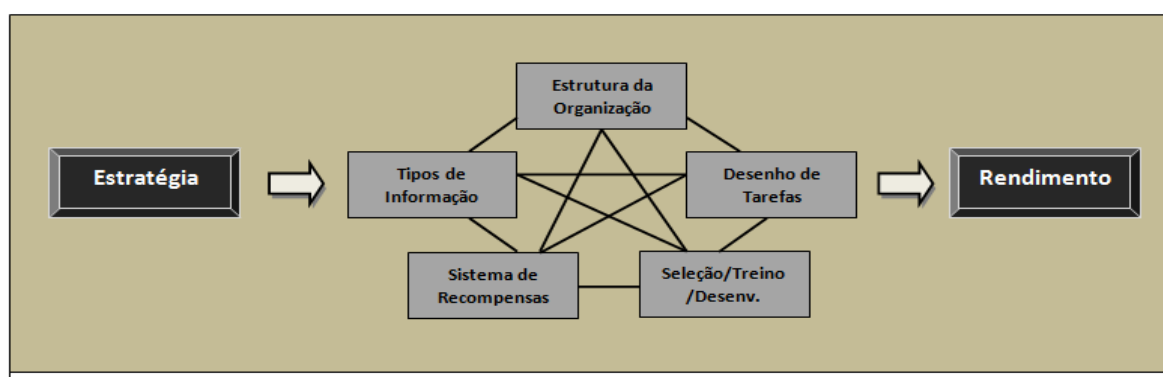 Estrutura da
Organização
Estratégia
Tipos de
Informação
Desenho de
Tarefas
Rendimento
Sistema de
Recompensas
Seleção/Treino
/Desenv.